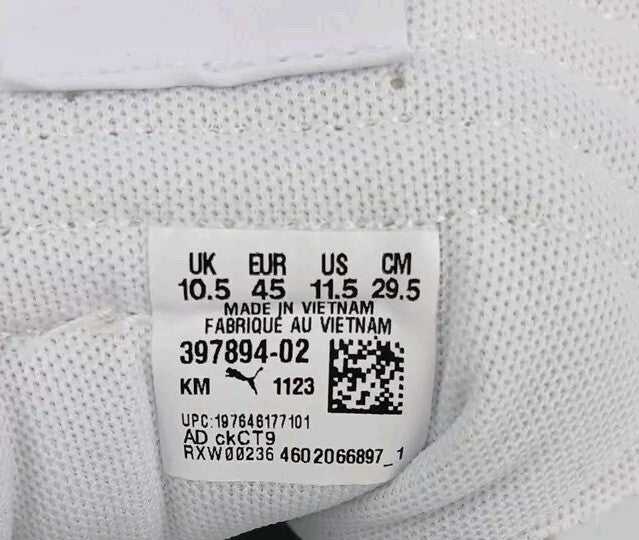 UK EUR US CM
10.5 45 11.5 29.5
MADE IN VIETNAM
FABRIQUÉ AU VIETNAM
397894-02
KM 1123
UPC:197646177101
AD ckCT9
RXW00236 4602066897_1